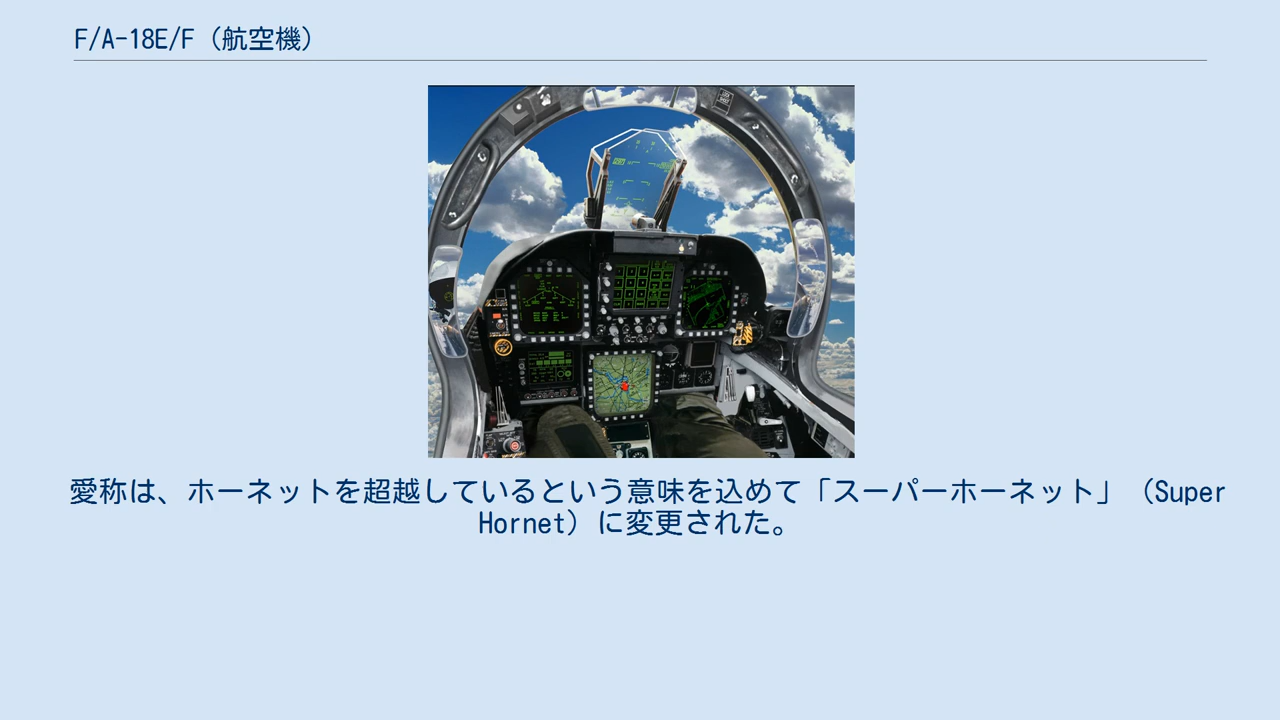 F/A-18E/F（航空機）
愛称は、ホーネットを超越しているという意味を込めて「スーパーホーネット」（Super
Hornet）に変更された。